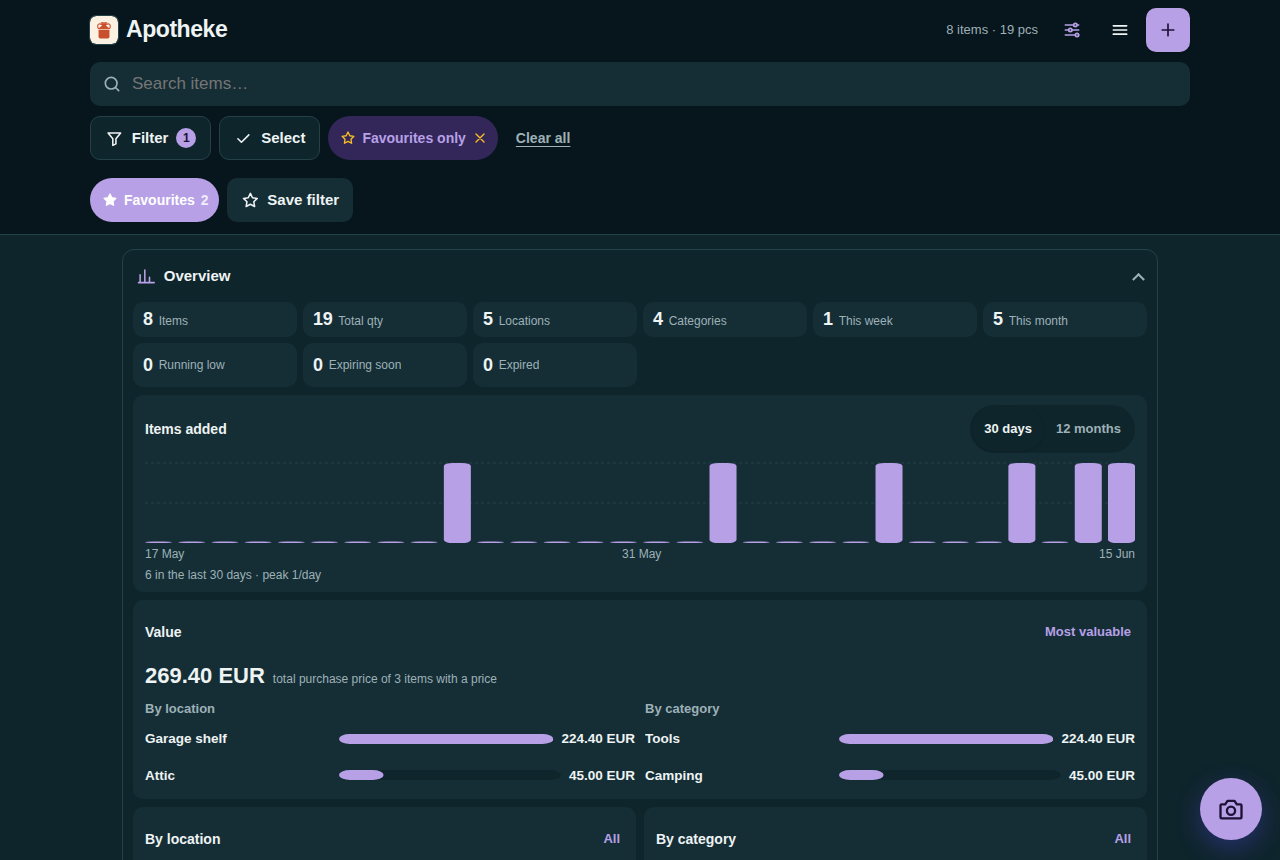 Apotheke
8 items · 19 pcs
Search items…
Filter 1
Select
Favourites only
Clear all
Favourites 2
Save filter
Overview
8 Items
19 Total qty
5 Locations
4 Categories
1 This week
5 This month
0 Running low
0 Expiring soon
0 Expired
Items added
30 days
12 months
17 May
31 May
15 Jun
6 in the last 30 days · peak 1/day
Value
Most valuable
269.40 EUR total purchase price of 3 items with a price
By location
By category
Garage shelf 224.40 EUR
Tools 224.40 EUR
Attic 45.00 EUR
Camping 45.00 EUR
By location
All
By category
All